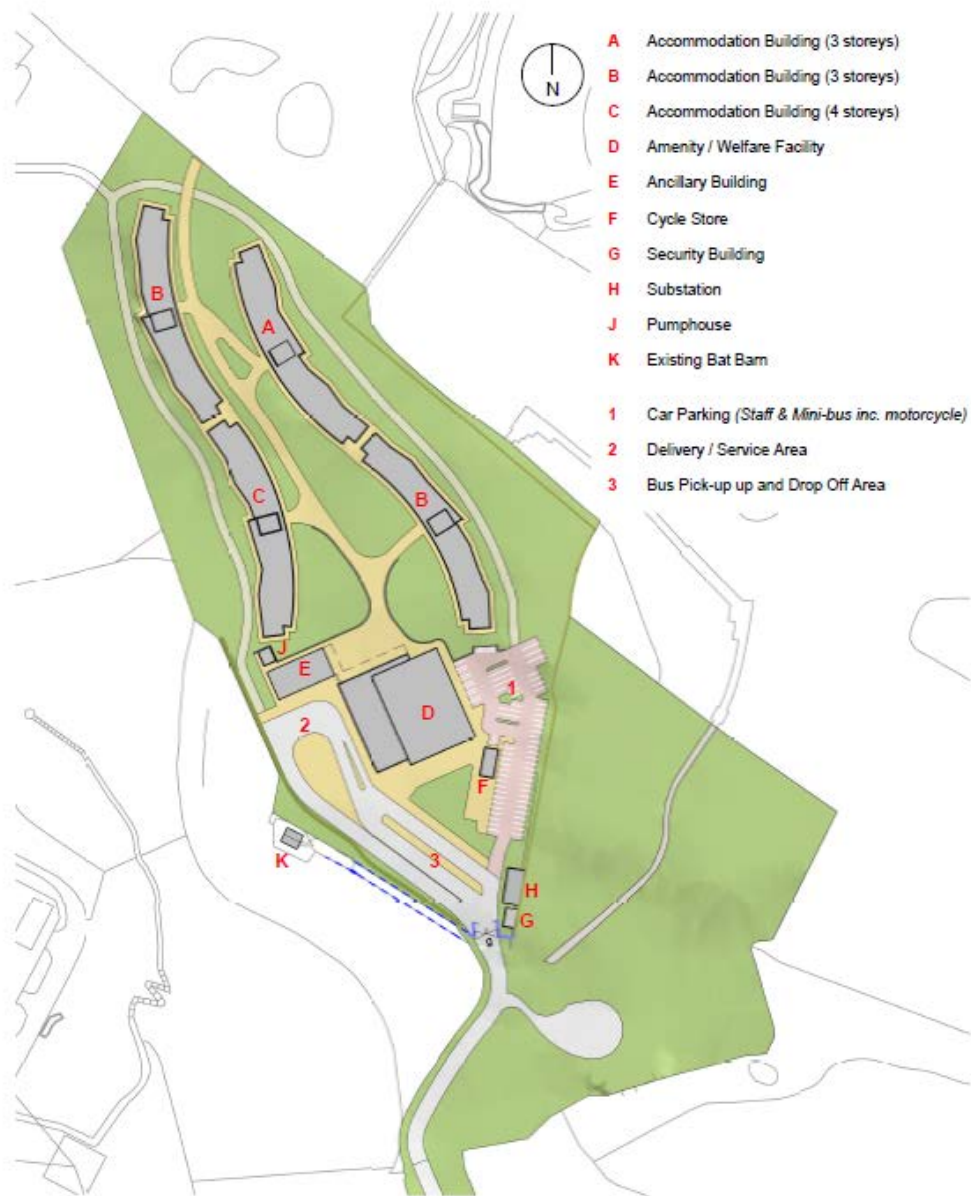 N
A Accommodation Building (3 storeys)
B Accommodation Building (3 storeys)
C Accommodation Building (4 storeys)
D Amenity / Welfare Facility
E Ancillary Building
F Cycle Store
G Security Building
H Substation
J Pumphouse
K Existing Bat Barn
1 Car Parking (Staff & Mini-bus inc. motorcycle)
2 Delivery / Service Area
3 Bus Pick-up up and Drop Off Area
B
A
C
B
J
E
D
1
2
F
3
K
H
G